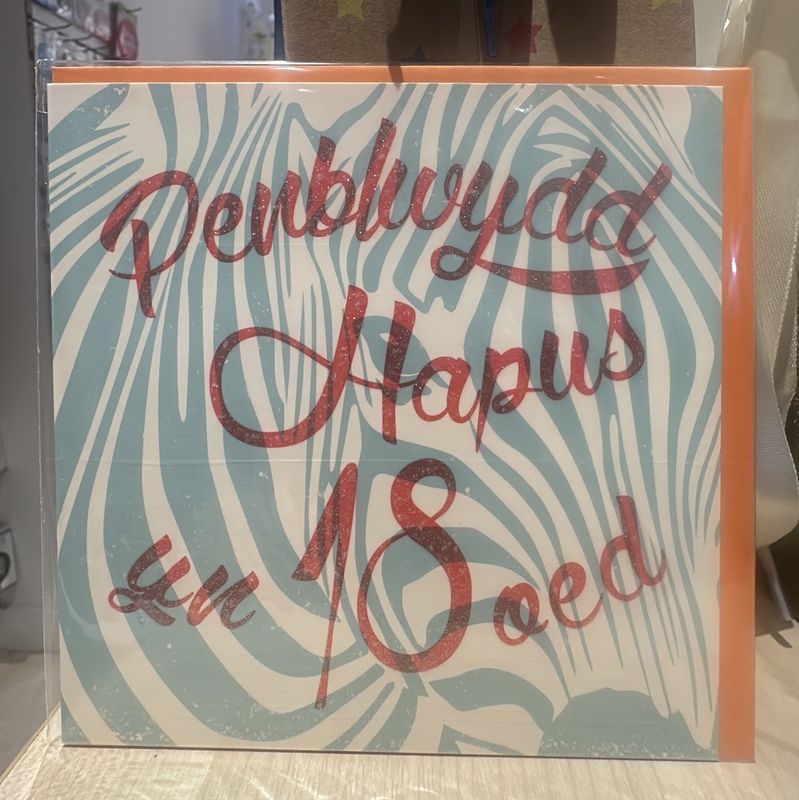 Penblwydd
Hapus
yn 18 oed